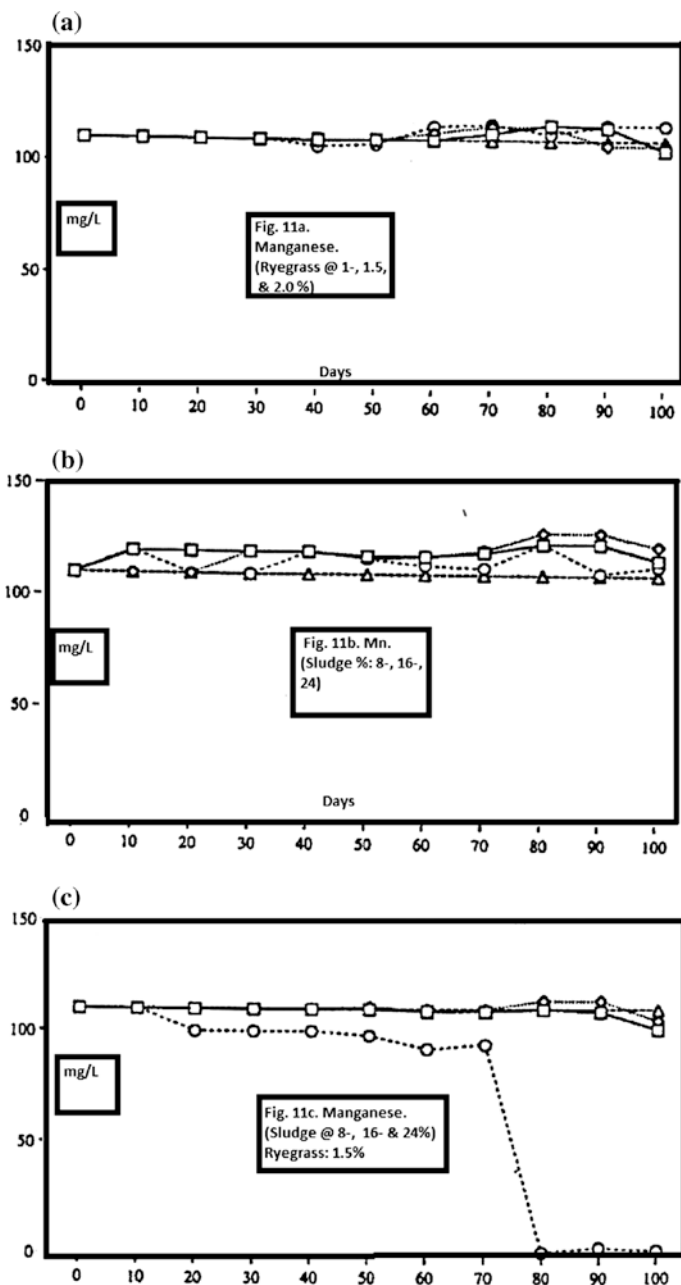 (a)
150
100
mg/L
Fig. 11a.
Manganese.
(Ryegrass @ 1-, 1.5,
& 2.0 %)
50
0
Days
0 10 20 30 40 50 60 70 80 90 100
(b)
150
100
mg/L
Fig. 11b. Mn.
(Sludge %: 8-, 16-,
24)
50
0
Days
0 10 20 30 40 50 60 70 80 90 100
(c)
150
100
mg/L
Fig. 11c. Manganese.
(Sludge @ 8-, 16- & 24%)
Ryegrass: 1.5%
50
0
0 10 20 30 40 50 60 70 80 90 100